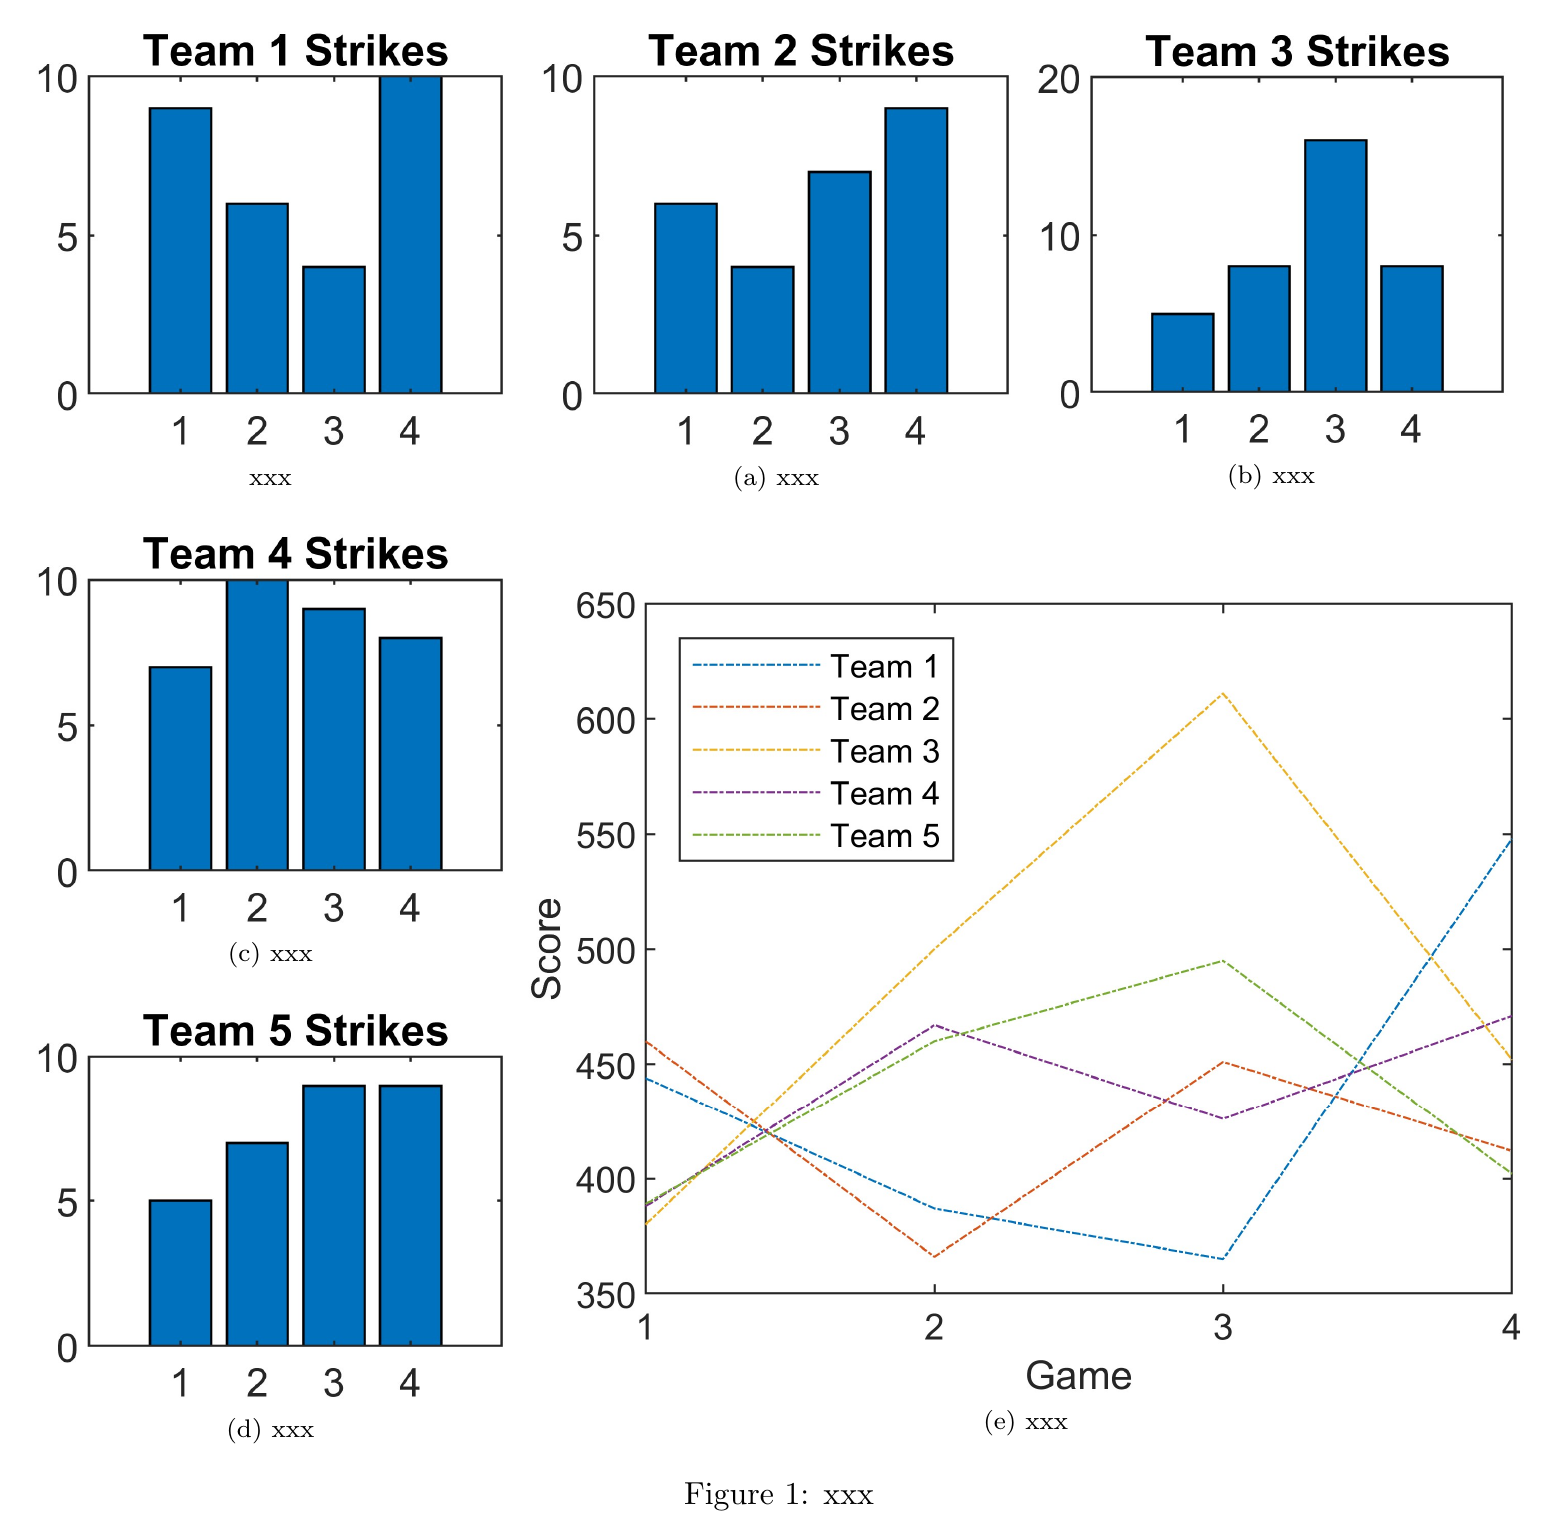 Team 1 Strikes
10
5
0
1 2 3 4
xxx
Team 2 Strikes
10
5
0
1 2 3 4
(a) xxx
Team 3 Strikes
20
10
0
1 2 3 4
(b) xxx
Team 4 Strikes
10
5
0
1 2 3 4
(c) xxx
Team 5 Strikes
10
5
0
1 2 3 4
(d) xxx
650
600
550
500
450
400
350
Score
Team 1
Team 2
Team 3
Team 4
Team 5
1 2 3 4
Game
(e) xxx
Figure 1: xxx